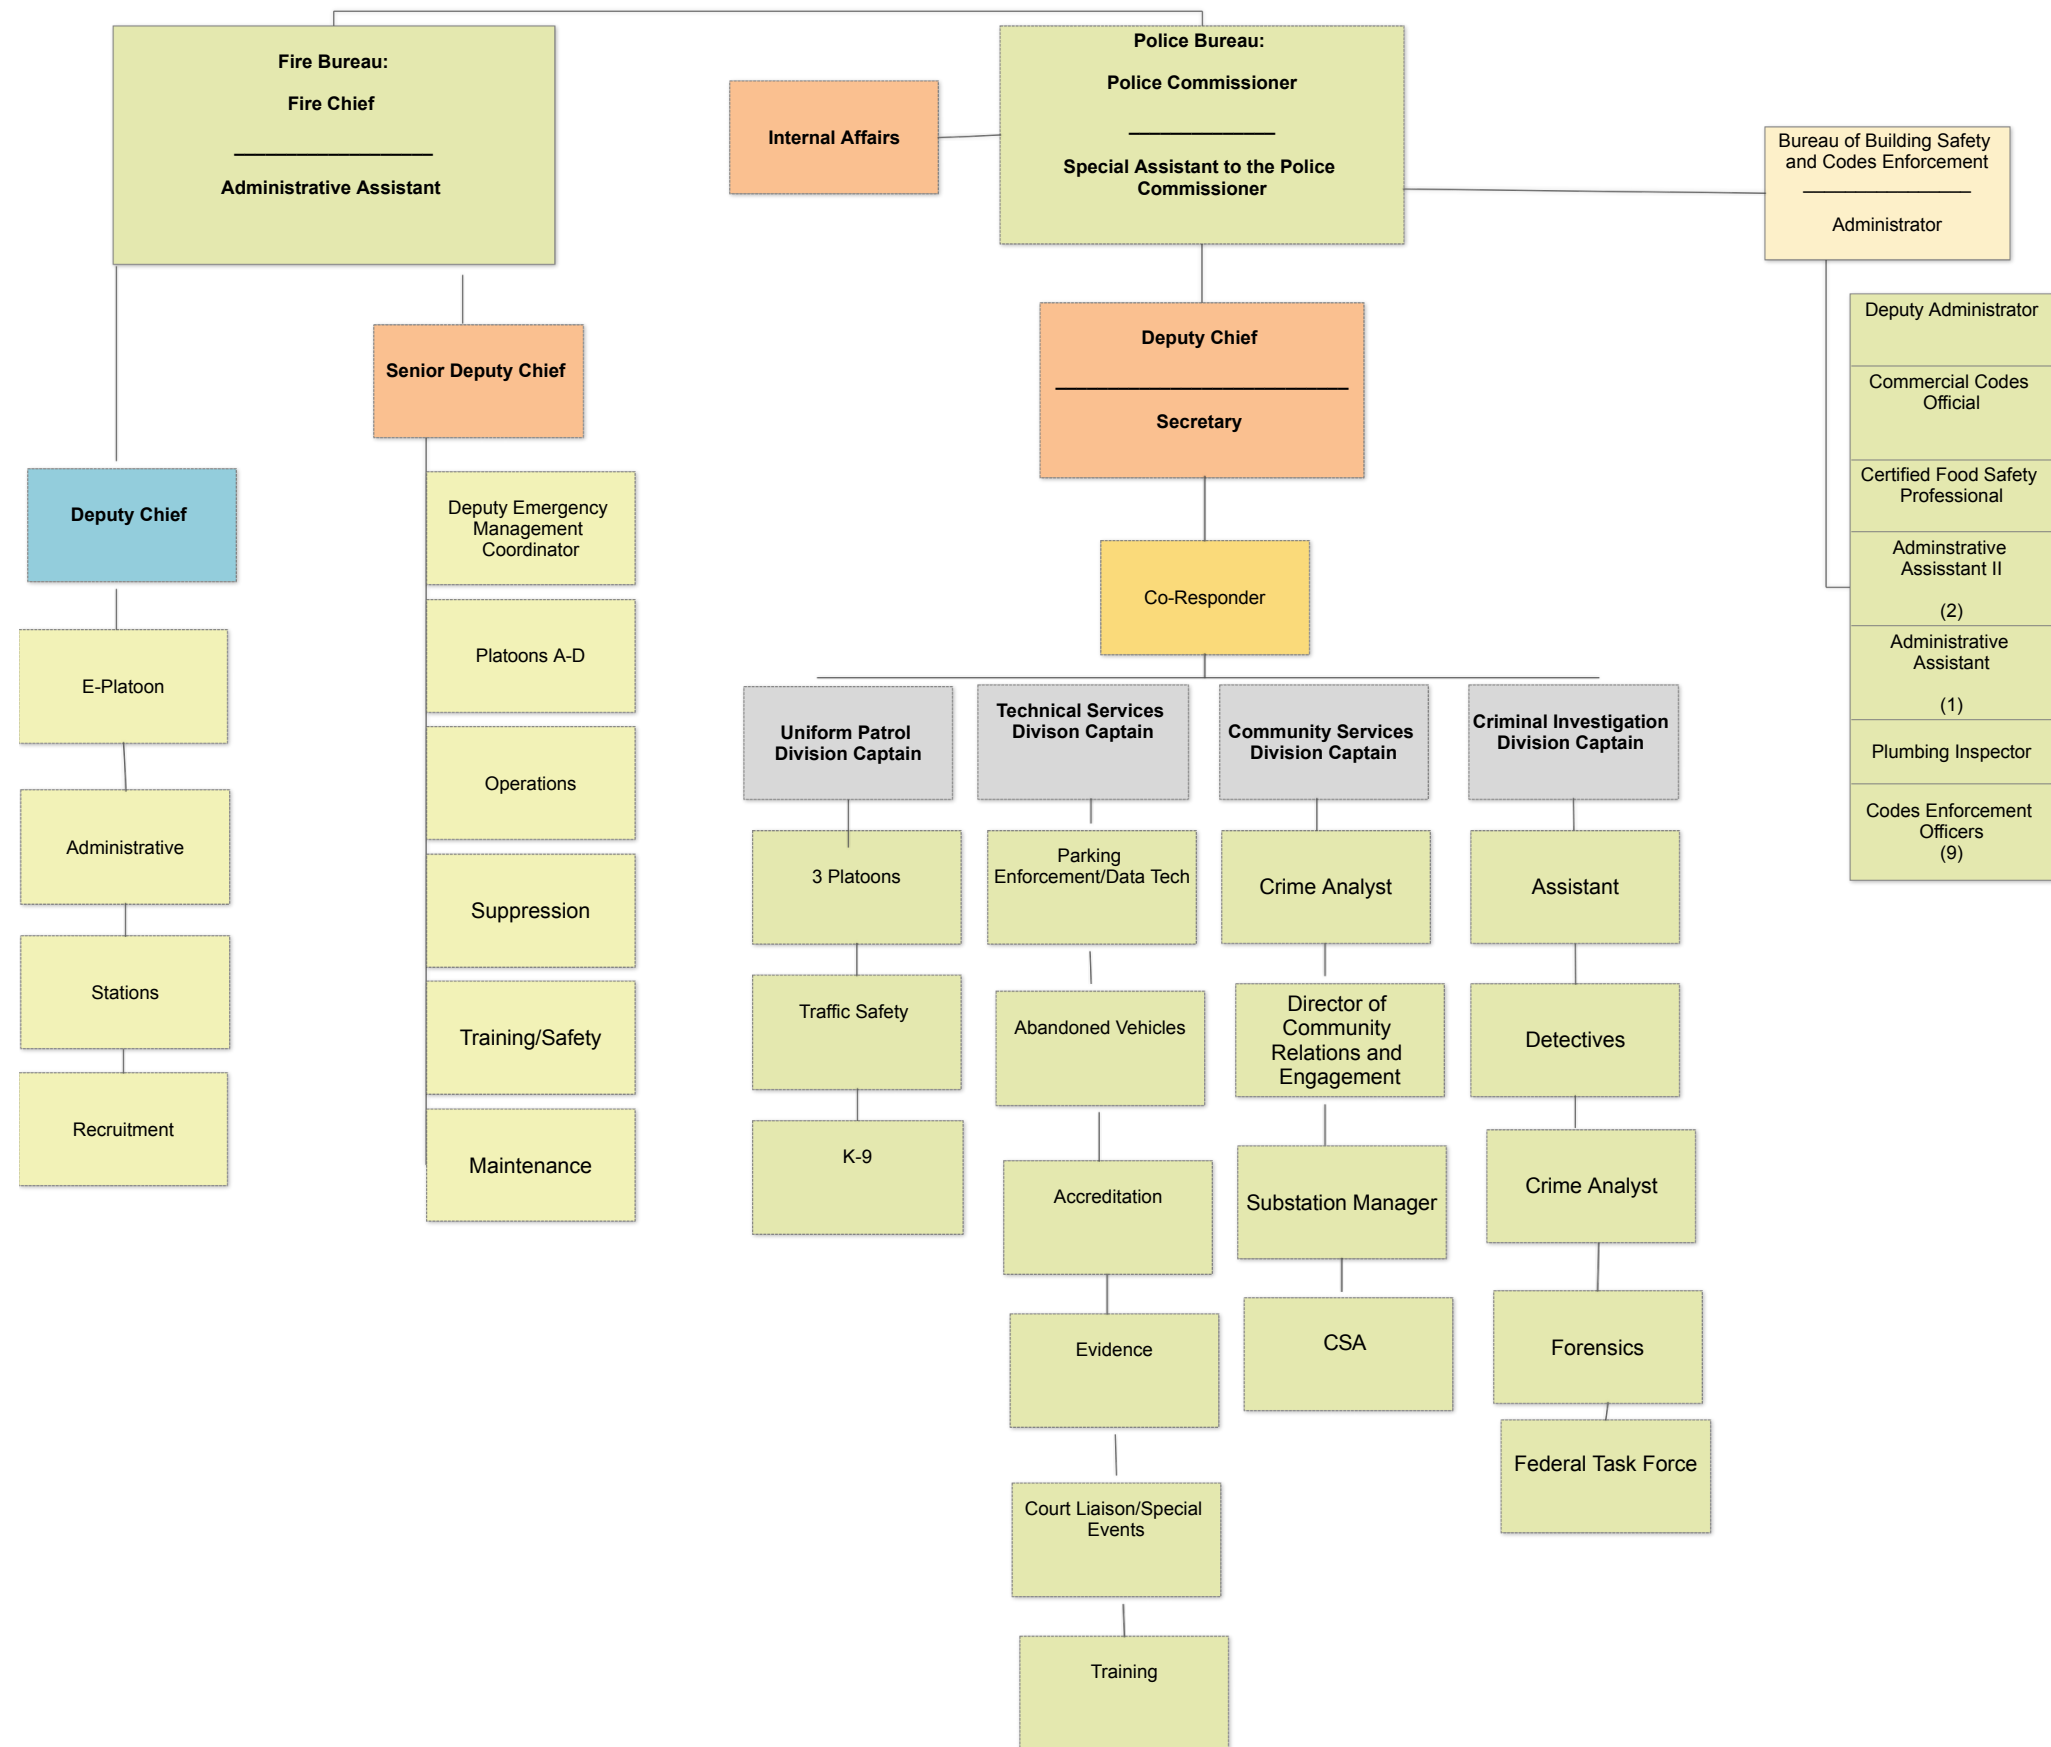 Fire Bureau:
Fire Chief
Administrative Assistant
Police Bureau:
Police Commissioner
Special Assistant to the Police
Commissioner
Internal Affairs
Bureau of Building Safety
and Codes Enforcement
Administrator
Senior Deputy Chief
Deputy Chief
Deputy Emergency
Management
Coordinator
Platoons A-D
Operations
Suppression
Training/Safety
Maintenance
E-Platoon
Administrative
Stations
Recruitment
Deputy Chief
Secretary
Co-Responder
Uniform Patrol
Division Captain
3 Platoons
Traffic Safety
K-9
Technical Services
Divison Captain
Parking
Enforcement/Data Tech
Abandoned Vehicles
Accreditation
Evidence
Court Liaison/Special
Events
Training
Community Services
Division Captain
Crime Analyst
Director of
Community
Relations and
Engagement
Substation Manager
CSA
Criminal Investigation
Division Captain
Assistant
Detectives
Crime Analyst
Forensics
Federal Task Force
Deputy Administrator
Commercial Codes
Official
Certified Food Safety
Professional
Adminstrative
Assisstant II
(2)
Administrative
Assistant
(1)
Plumbing Inspector
Codes Enforcement
Officers
(9)